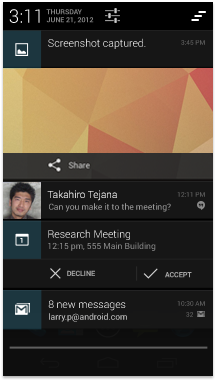 3:11 THURSDAY
JUNE 21, 2012
Screenshot captured. 3:45 PM
Share
Takahiro Tejana 12:11 PM
Can you make it to the meeting?
1 Research Meeting
12:15 pm, 555 Main Building
DECLINE ACCEPT
8 new messages 10:30 AM
larry.p@android.com 32